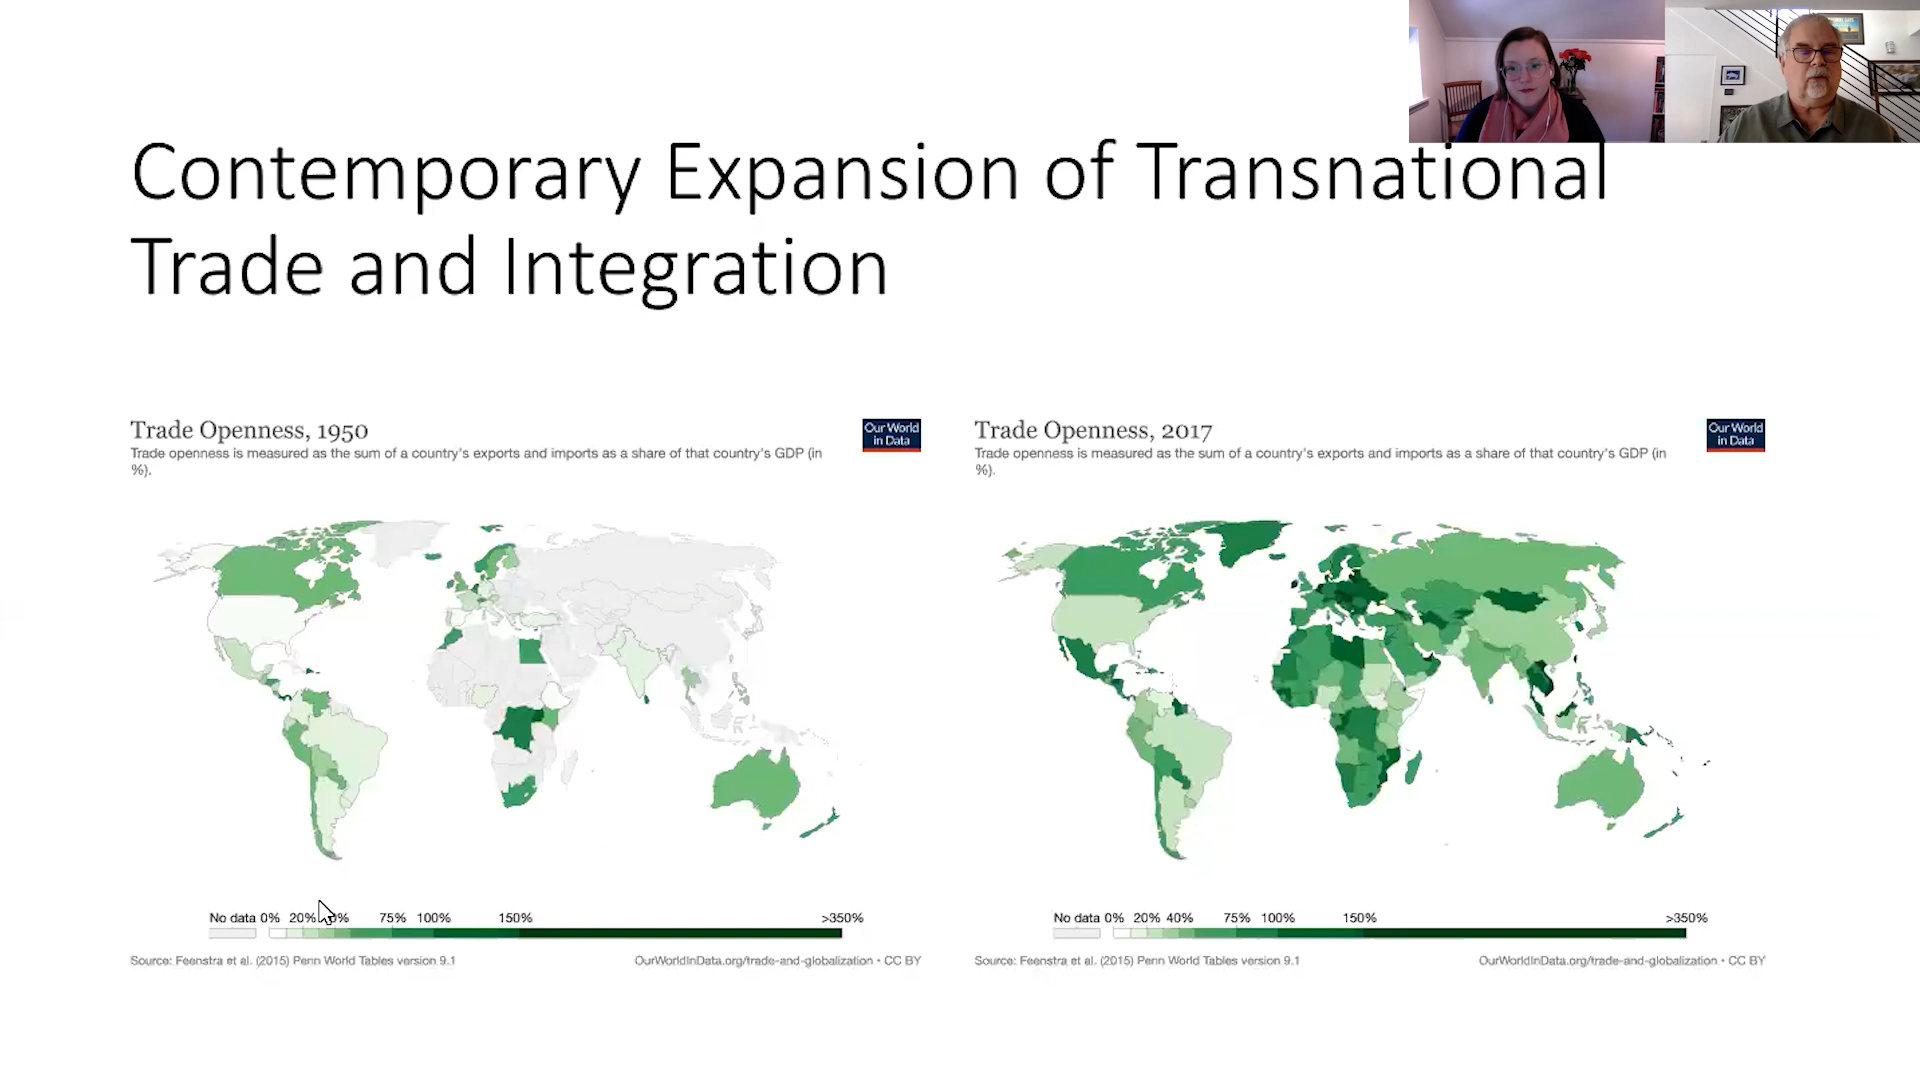 Contemporary Expansion of Transnational
Trade and Integration
Trade Openness, 1950
Trade openness is measured as the sum of a country's exports and imports as a share of that country's GDP (in
%).
Our World
in Data
No data 0% 20% 75% 100% 150% >350%
Source: Feenstra et al. (2015) Penn World Tables version 9.1
OurWorldInData.org/trade-and-globalization • CC BY
Trade Openness, 2017
Trade openness is measured as the sum of a country's exports and imports as a share of that country's GDP (in
%).
Our World
in Data
No data 0% 20% 40% 75% 100% 150% >350%
Source: Feenstra et al. (2015) Penn World Tables version 9.1
OurWorldInData.org/trade-and-globalization • CC BY